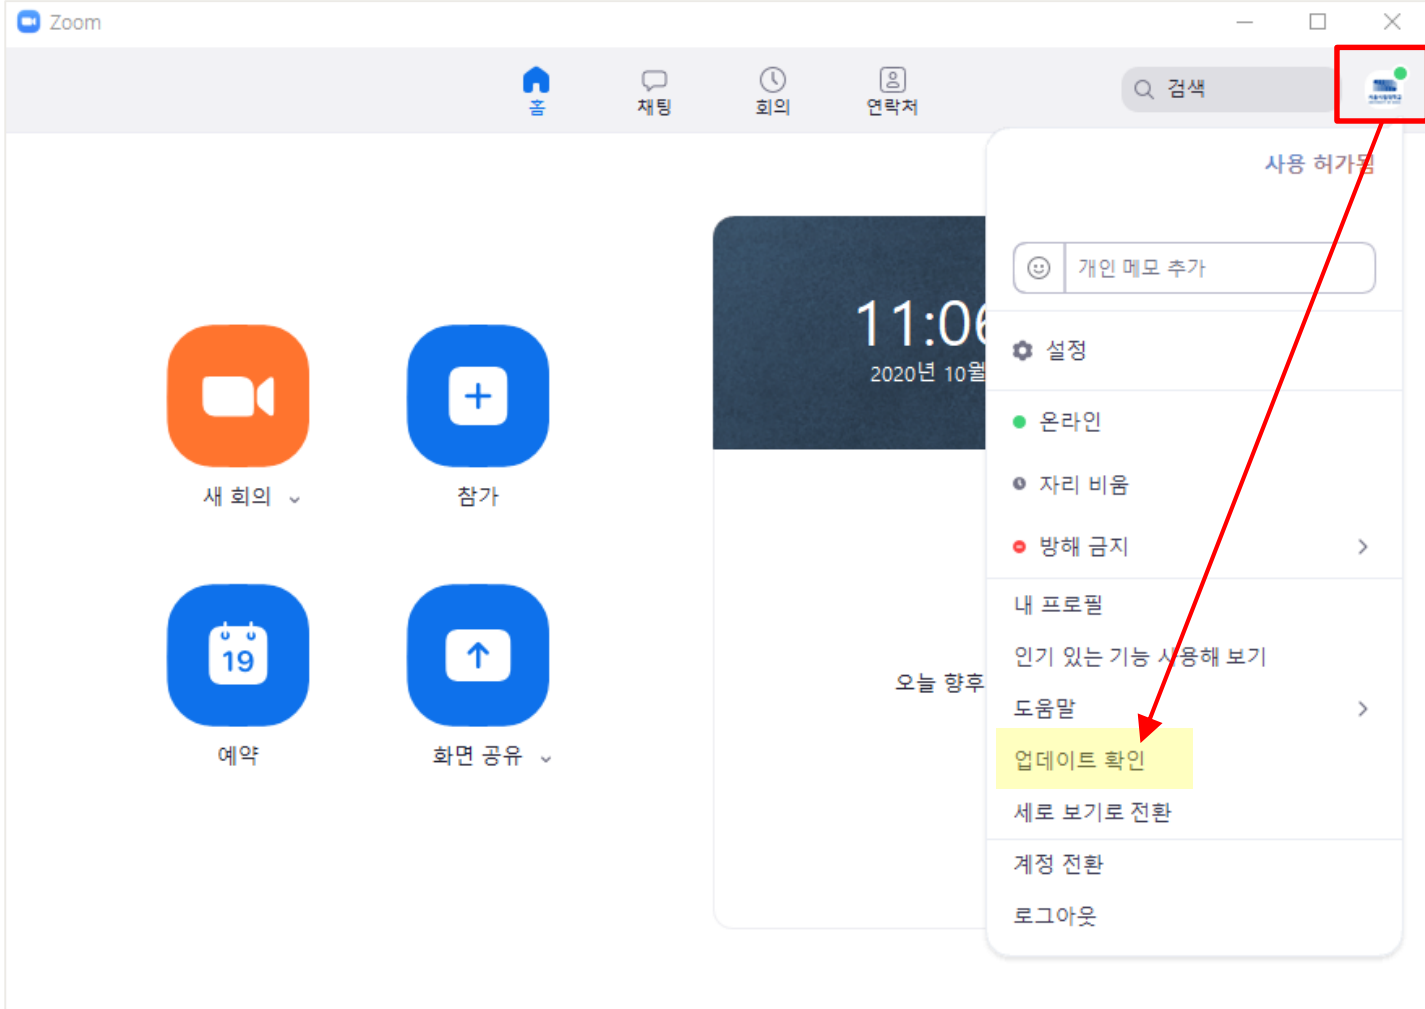 Zoom
홈
채팅
회의
연락처
검색
사용 허가됨
개인 메모 추가
설정
온라인
자리 비움
방해 금지
내 프로필
인기 있는 기능 사용해 보기
도움말
업데이트 확인
세로 보기로 전환
계정 전환
로그아웃
11:06
2020년 10월
오늘 향후
새 회의
참가
19
예약
화면 공유